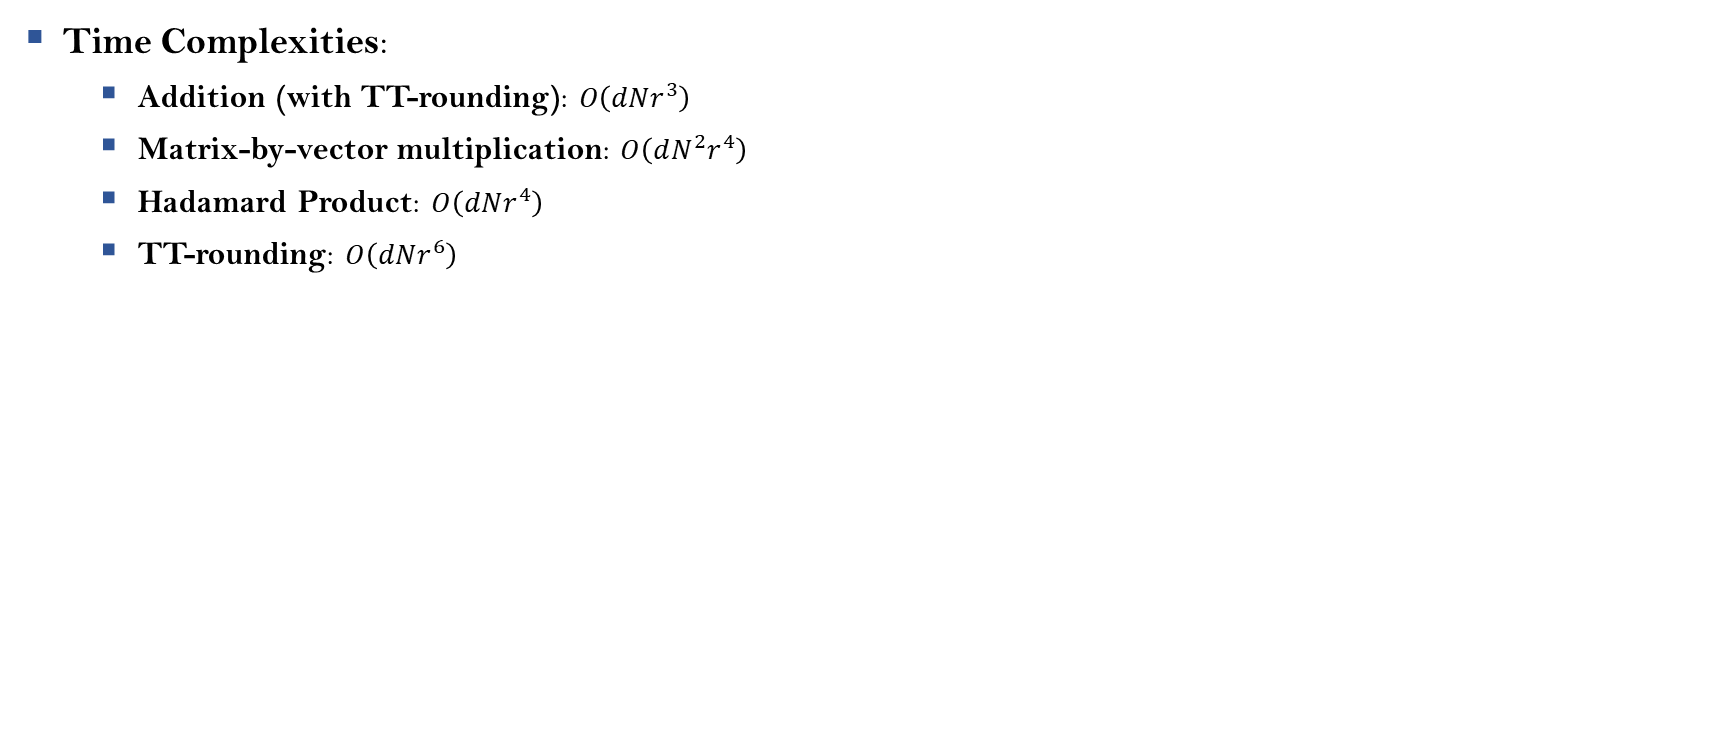 Time Complexities:
Addition (with TT-rounding): O(dNr³)
Matrix-by-vector multiplication: O(dN²r⁴)
Hadamard Product: O(dNr⁴)
TT-rounding: O(dNr⁶)